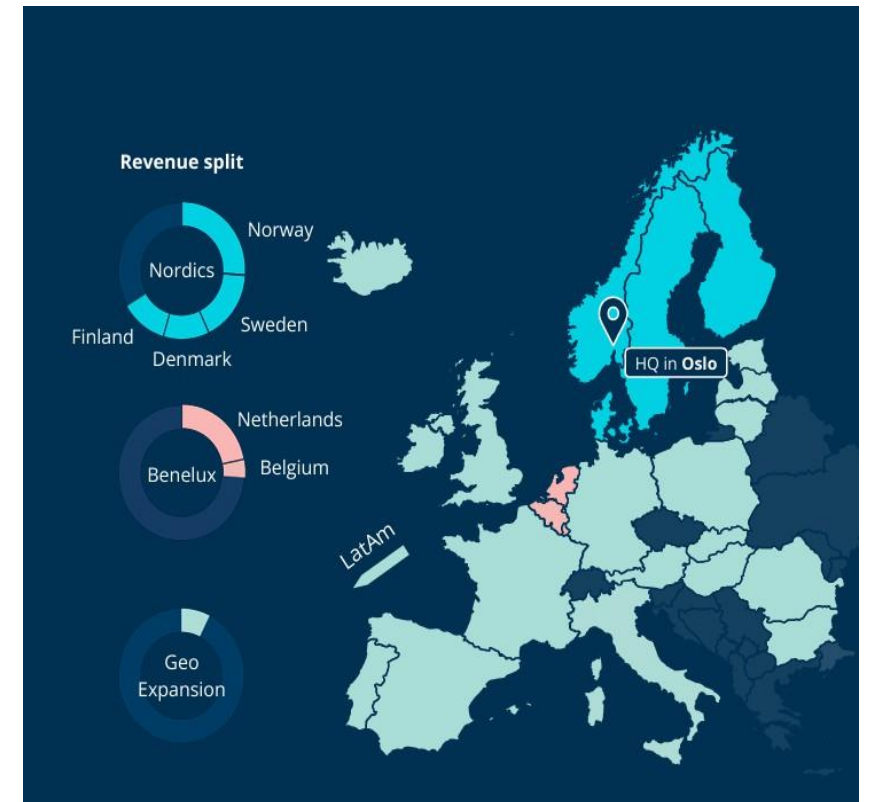 Revenue split
Norway
Nordics
Sweden
Finland
Denmark
HQ in Oslo
Netherlands
Belgium
Benelux
LatAm
Geo
Expansion